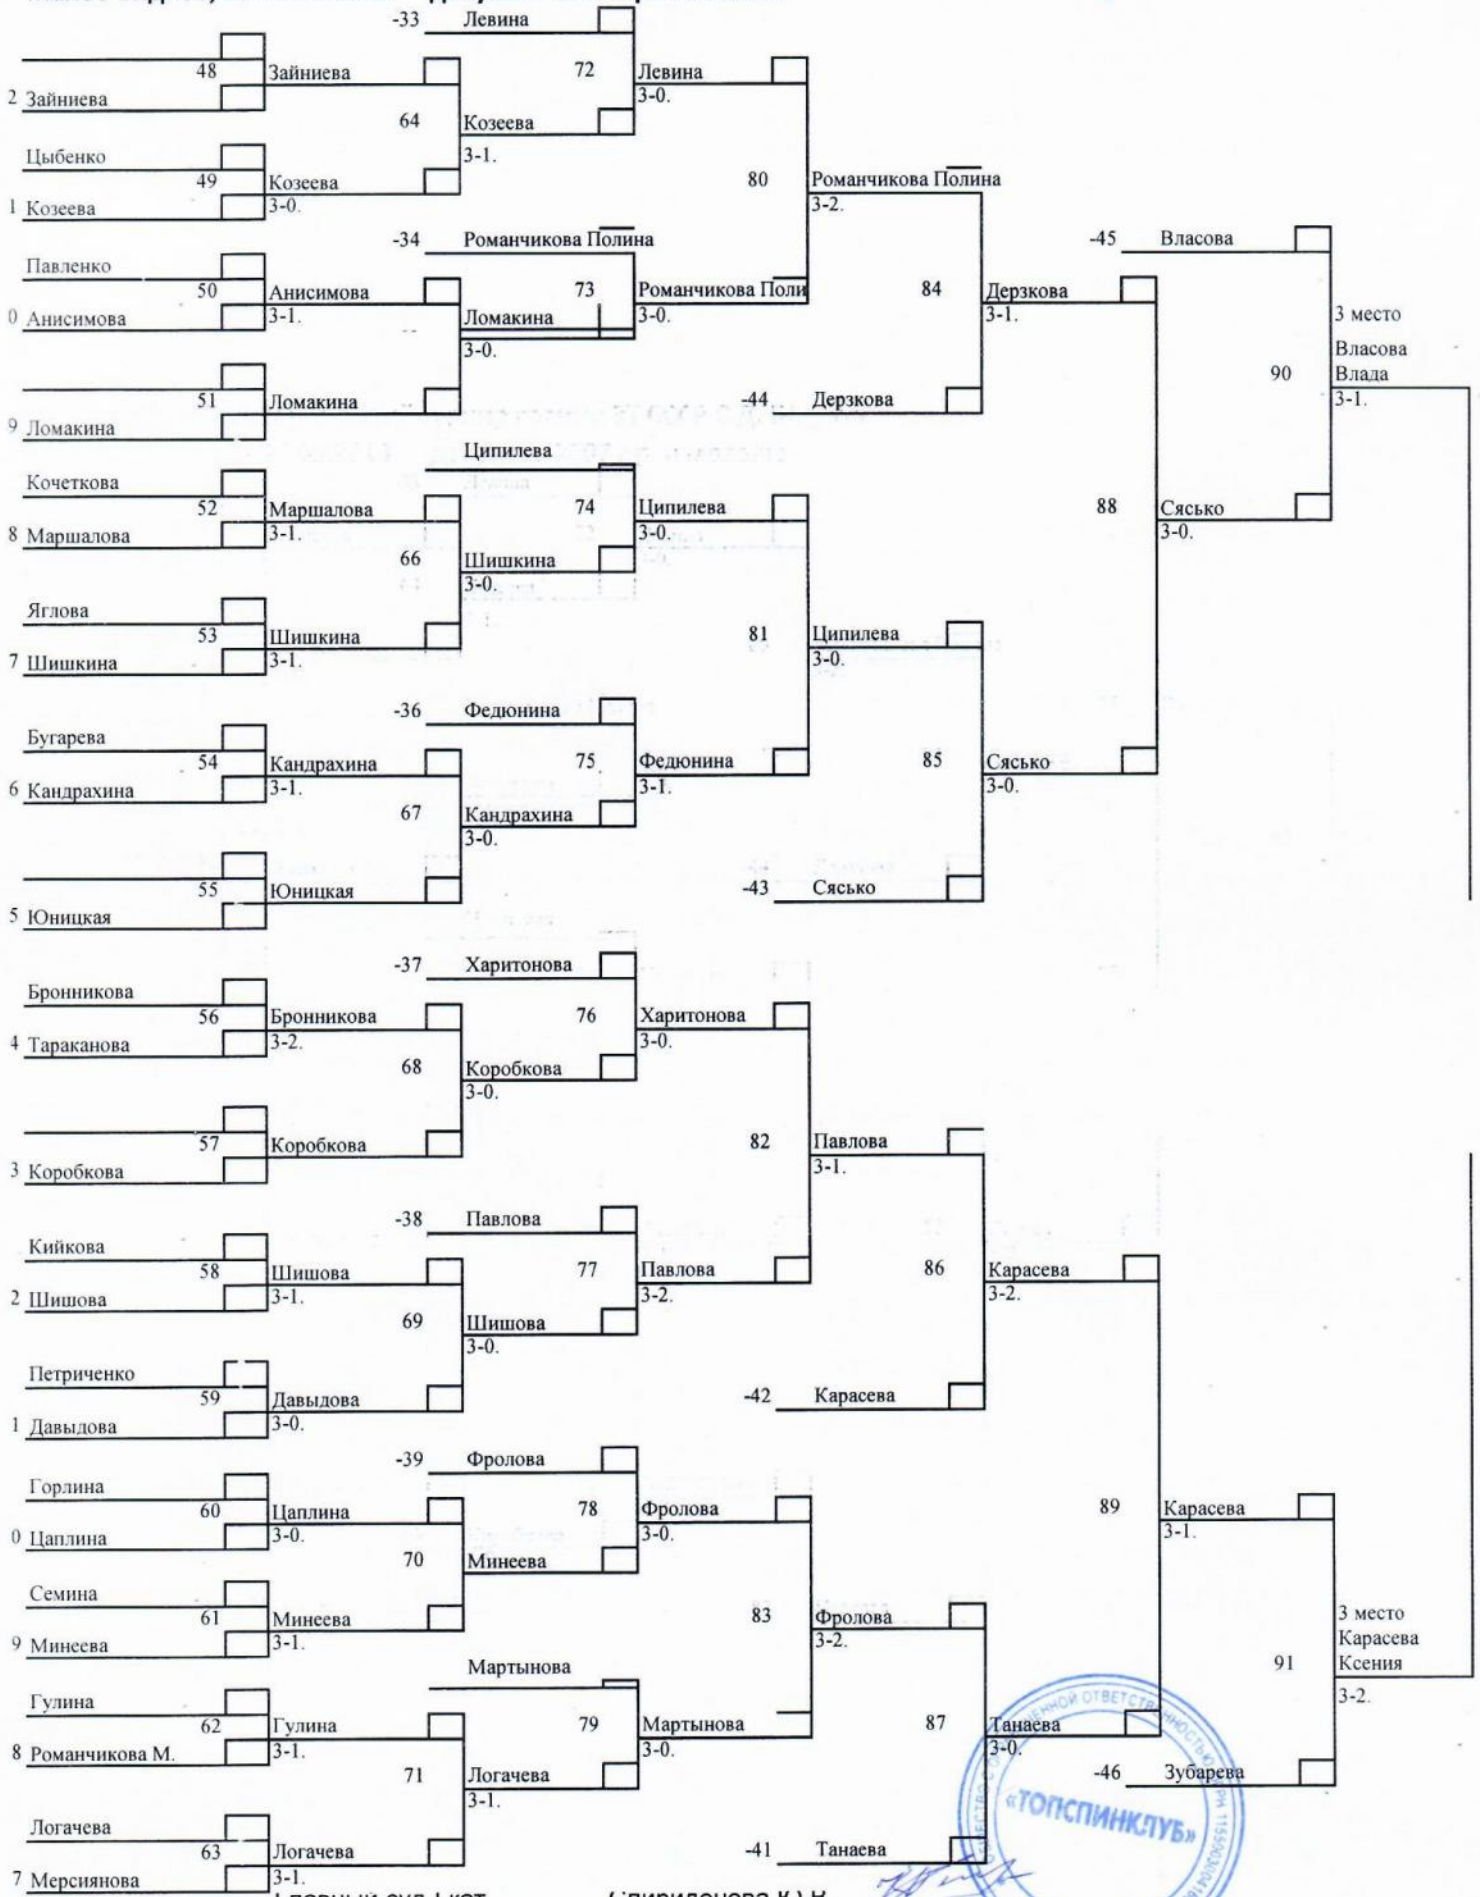 -33 Левина
48 Зайниева
72 Левина
3-0.
2 Зайниева
64 Козеева
3-1.
Цыбенко
49 Козеева
3-0.
1 Козеева
80 Романчикова Полина
3-2.
-34 Романчикова Полина
-45 Власова
Павленко
50 Анисимова
3-1.
73 Романчикова Поли
3-0.
84 Дерзкова
3-1.
0 Анисимова
Ломакина
3-0.
3 место
Власова
Влада
3-1.
90
51 Ломакина
-44 Дерзкова
9 Ломакина
Ципилева
Кочеткова
52 Маршалова
3-1.
74 Ципилева
3-0.
88 Сясько
3-0.
8 Маршалова
66 Шишкина
3-0.
Яглова
53 Шишкина
3-1.
81 Ципилева
3-0.
7 Шишкина
-36 Федюнина
Бугарева
54 Кандрахина
3-1.
75 Федюнина
3-1.
85 Сясько
3-0.
6 Кандрахина
67 Кандрахина
3-0.
55 Юницкая
-43 Сясько
5 Юницкая
-37 Харитонова
Бронникова
56 Бронникова
3-2.
76 Харитонова
3-0.
4 Тараканова
68 Коробкова
3-0.
57 Коробкова
82 Павлова
3-1.
3 Коробкова
-38 Павлова
Кийкова
58 Шишова
3-1.
77 Павлова
3-2.
86 Карасева
3-2.
2 Шишова
69 Шишова
3-0.
Петриченко
59 Давыдова
3-0.
-42 Карасева
1 Давыдова
-39 Фролова
Горлина
60 Цаплина
3-0.
78 Фролова
3-0.
89 Карасева
3-1.
0 Цаплина
70 Минеева
Семина
61 Минеева
3-1.
83 Фролова
3-2.
3 место
Карасева
Ксения
3-2.
91
9 Минеева
Мартынова
Гулина
62 Гулина
3-1.
79 Мартынова
3-0.
87 Танаева
3-0.
8 Романчикова М.
71 Логачева
3-1.
-46 Зубарева
Логачева
63 Логачева
3-1.
-41 Танаева
7 Мерсиянова
«ТОПСПИНКЛУБ»